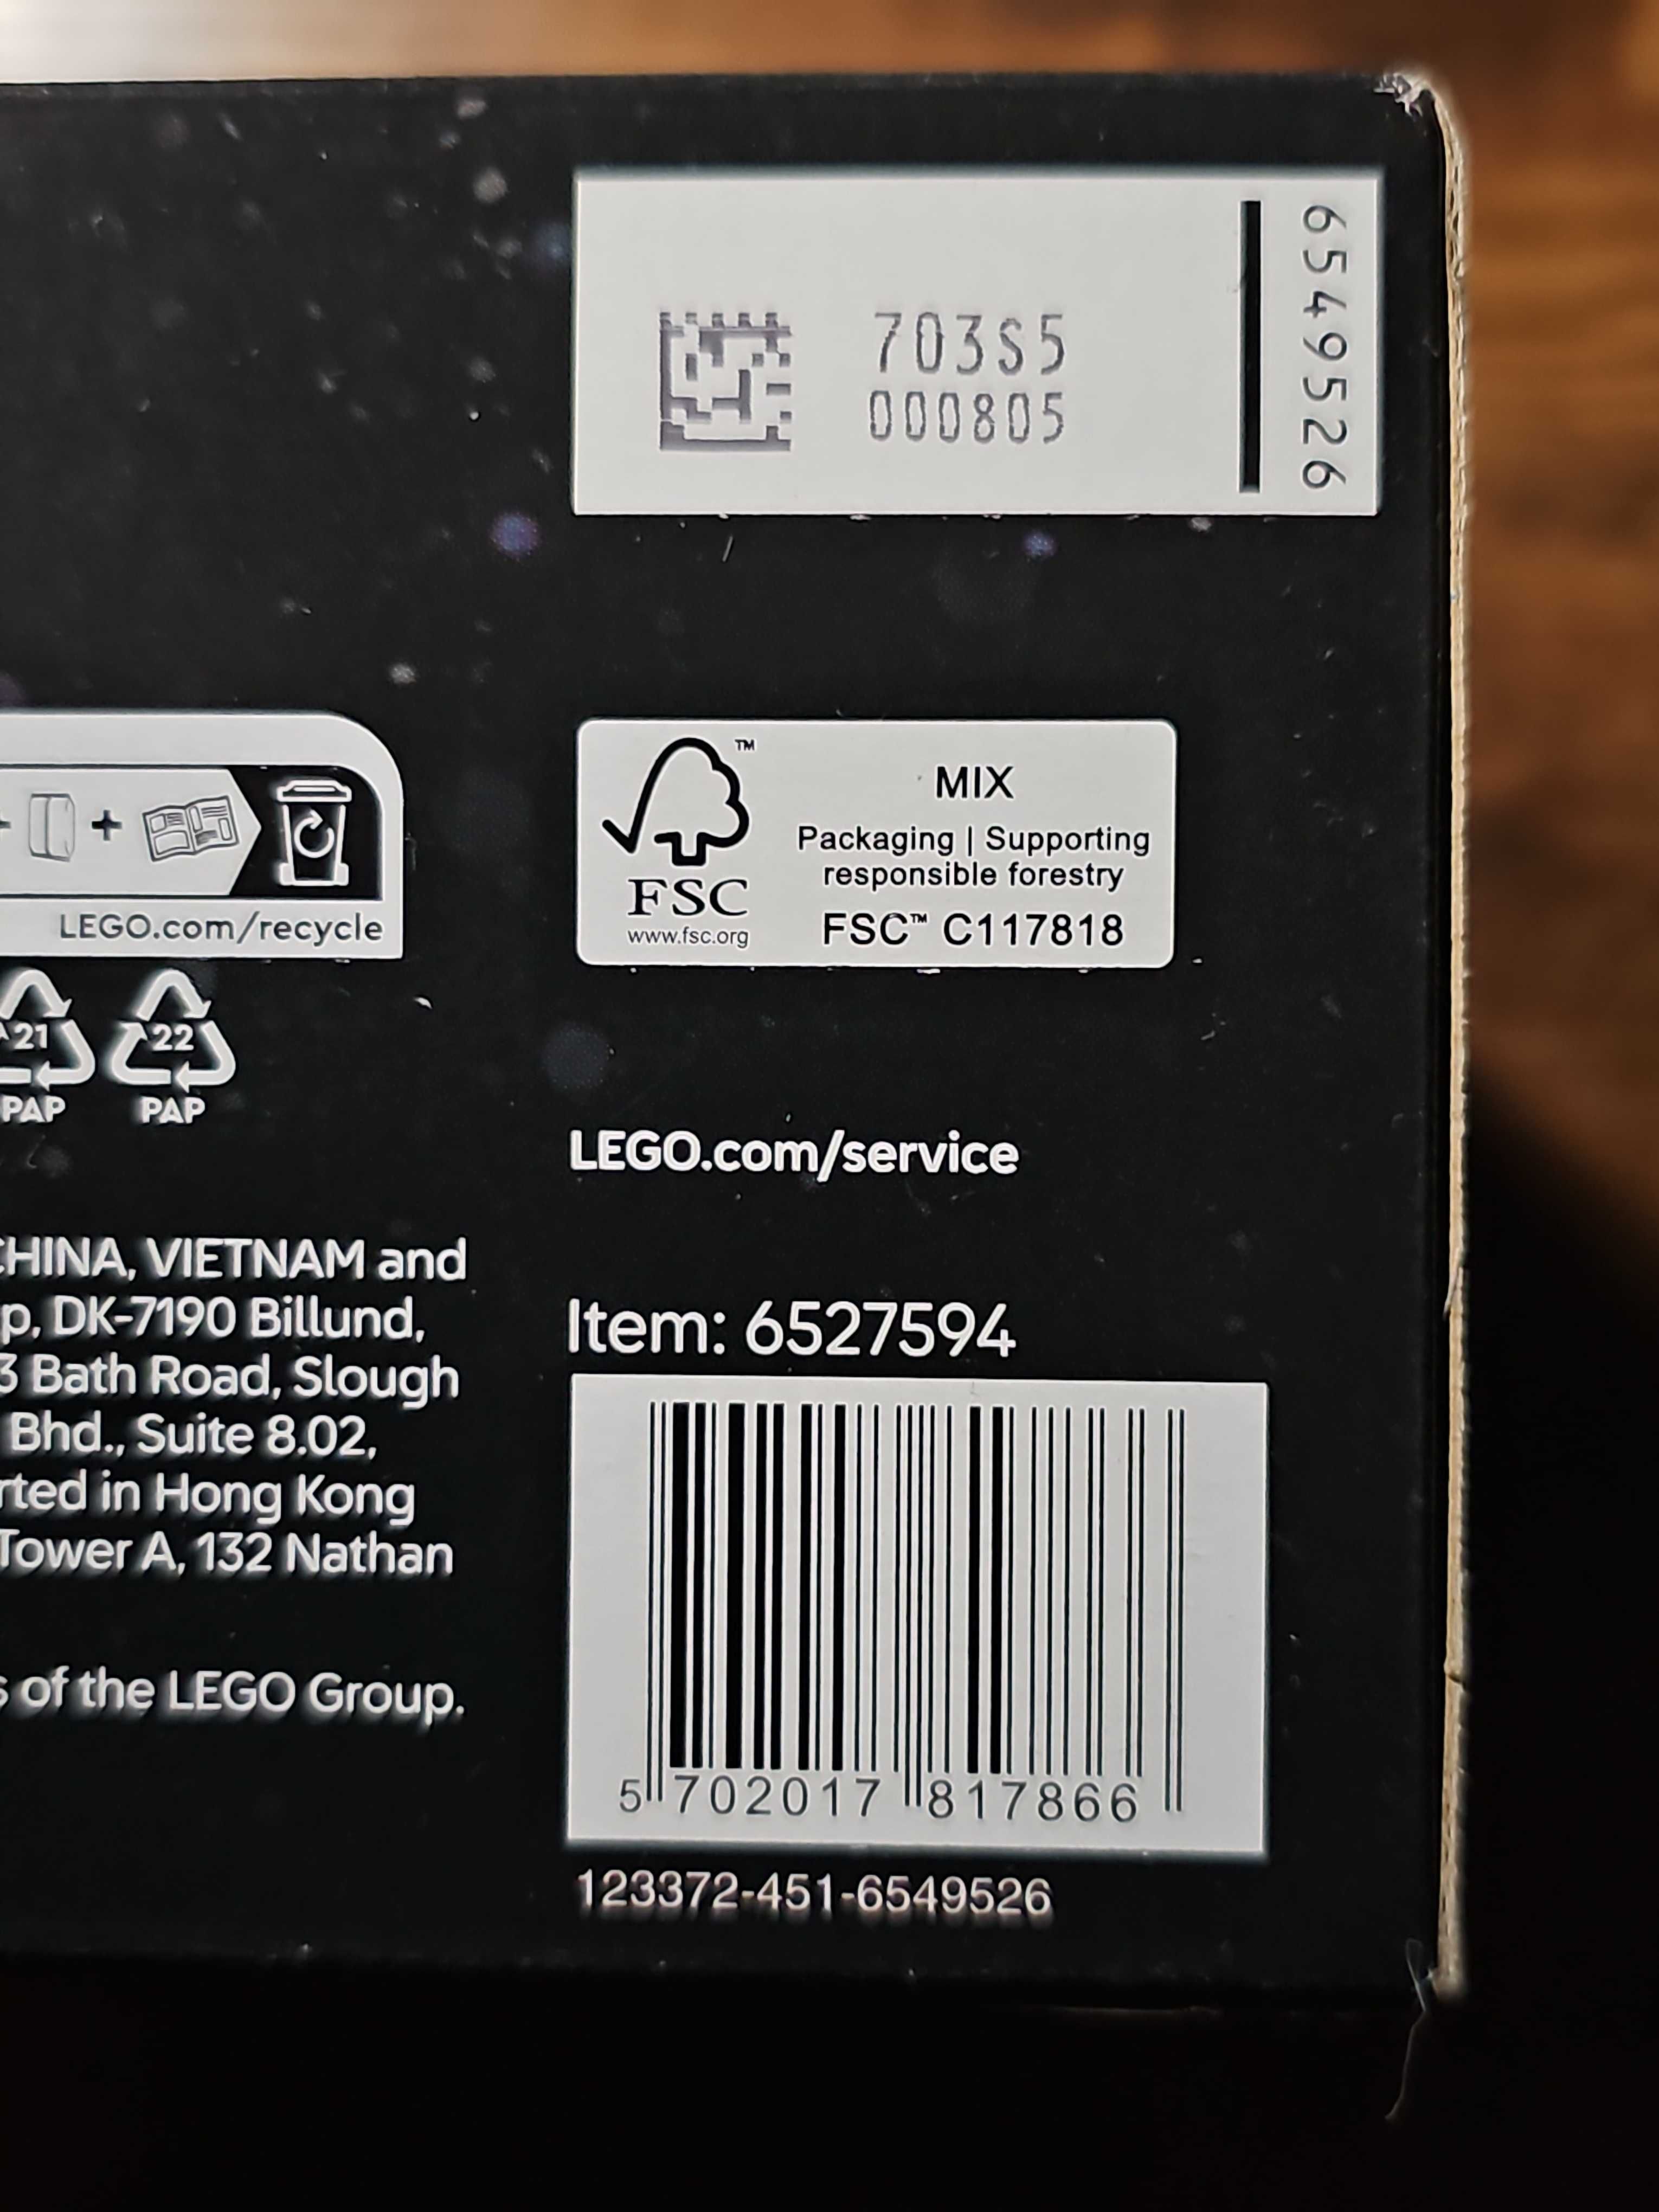 6549526
703S5
000805
™
MIX
Packaging | Supporting
responsible forestry
FSC
www.fsc.org
FSC™ C117818
LEGO.com/recycle
21
PAP
22
PAP
LEGO.com/service
CHINA, VIETNAM and
p, DK-7190 Billund,
3 Bath Road, Slough
Bhd., Suite 8.02,
rted in Hong Kong
Tower A, 132 Nathan
s of the LEGO Group.
Item: 6527594
5 702017 817866
123372-451-6549526